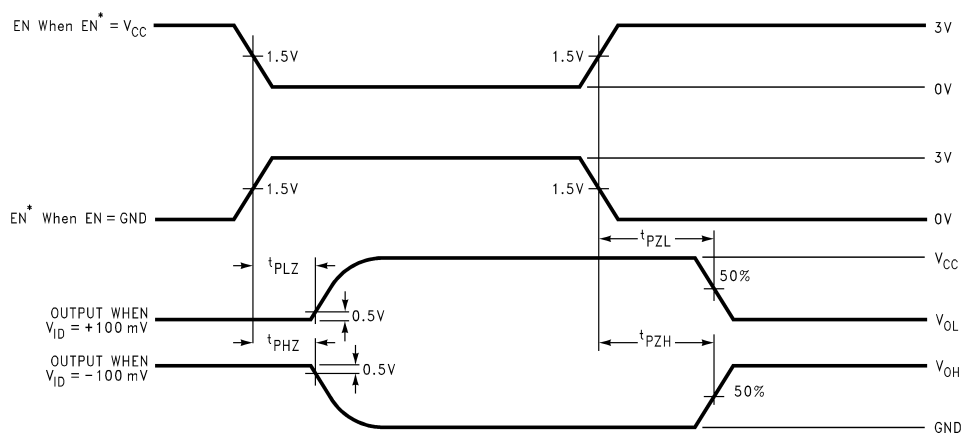 EN When EN* = VCC
1.5V
1.5V
3V
0V
3V
1.5V
1.5V
EN* When EN = GND
0V
tPZL
VCC
tPLZ
50%
OUTPUT WHEN
VID = +100 mV
0.5V
VOL
tPHZ
tPZH
OUTPUT WHEN
VID = −100 mV
0.5V
VOH
50%
GND